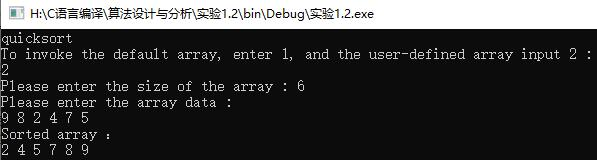 H:\C语言编译\算法设计与分析\实验1.2\bin\Debug\实验1.2.exe
quicksort
To invoke the default array, enter 1, and the user-defined array input 2 :
2
Please enter the size of the array : 6
Please enter the array data :
9 8 2 4 7 5
Sorted array ：
2 4 5 7 8 9